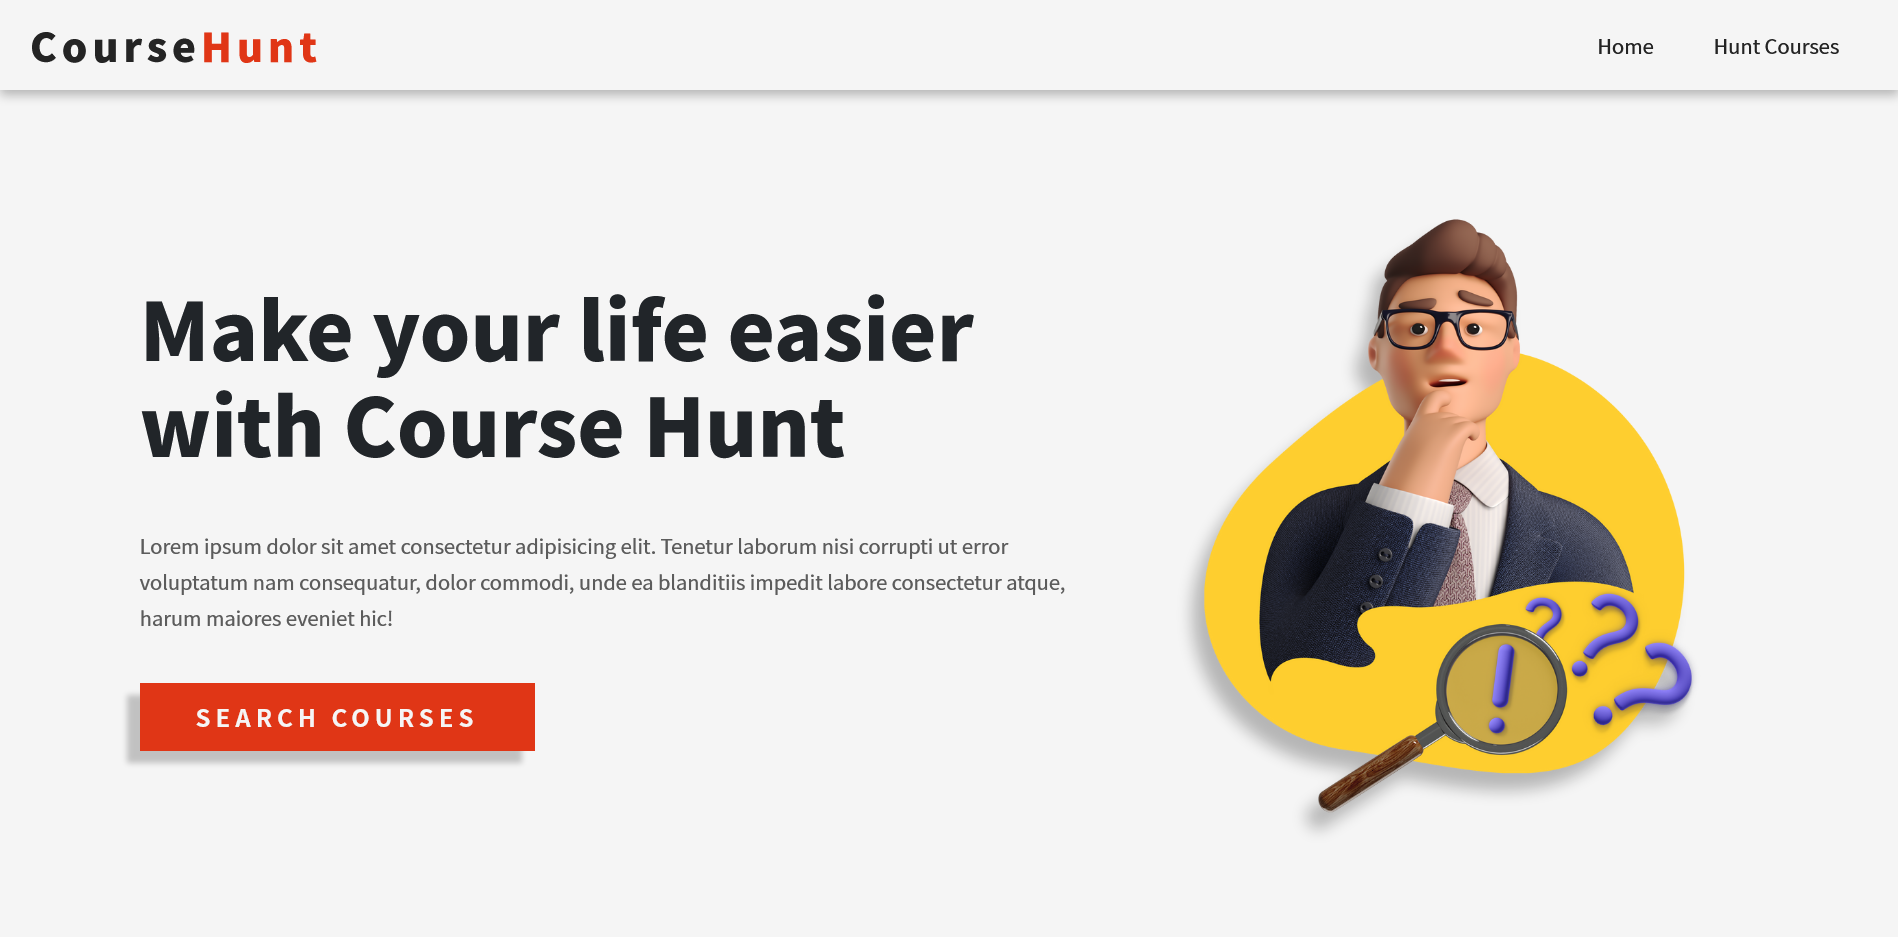 CourseHunt
Home
Hunt Courses
Make your life easier
with Course Hunt
Lorem ipsum dolor sit amet consectetur adipisicing elit. Tenetur laborum nisi corrupti ut error
voluptatum nam consequatur, dolor commodi, unde ea blanditiis impedit labore consectetur atque,
harum maiores eveniet hic!
SEARCH COURSES
? ? ?
!